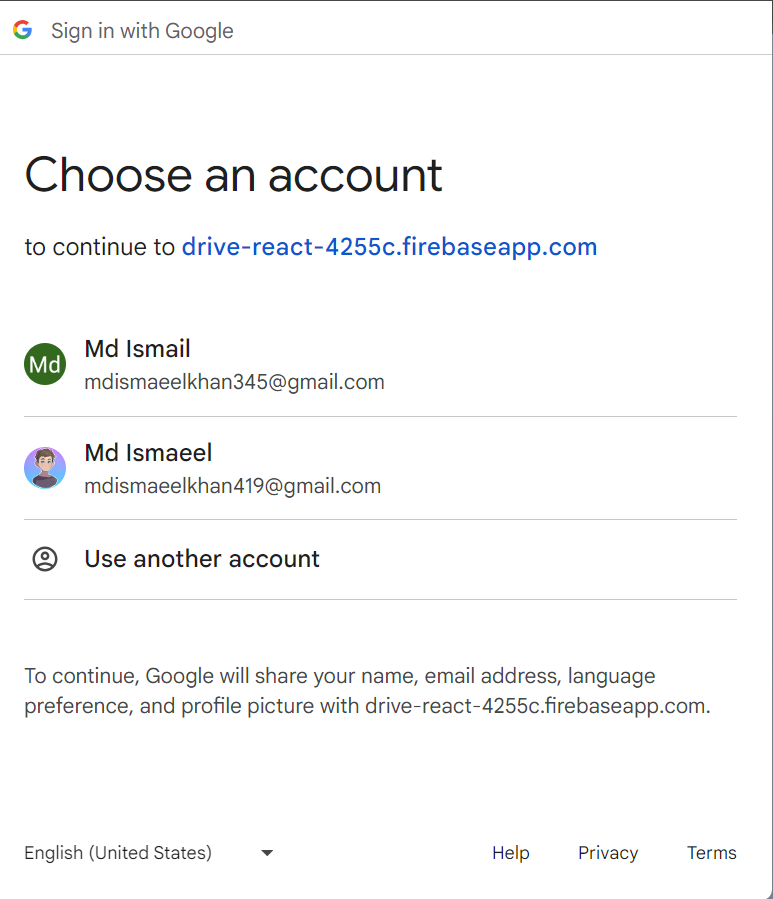 Sign in with Google
Choose an account
to continue to drive-react-4255c.firebaseapp.com
Md
Md Ismail
mdismaeelkhan345@gmail.com
Md Ismaeel
mdismaeelkhan419@gmail.com
Use another account
To continue, Google will share your name, email address, language
preference, and profile picture with drive-react-4255c.firebaseapp.com.
English (United States)
Help
Privacy
Terms